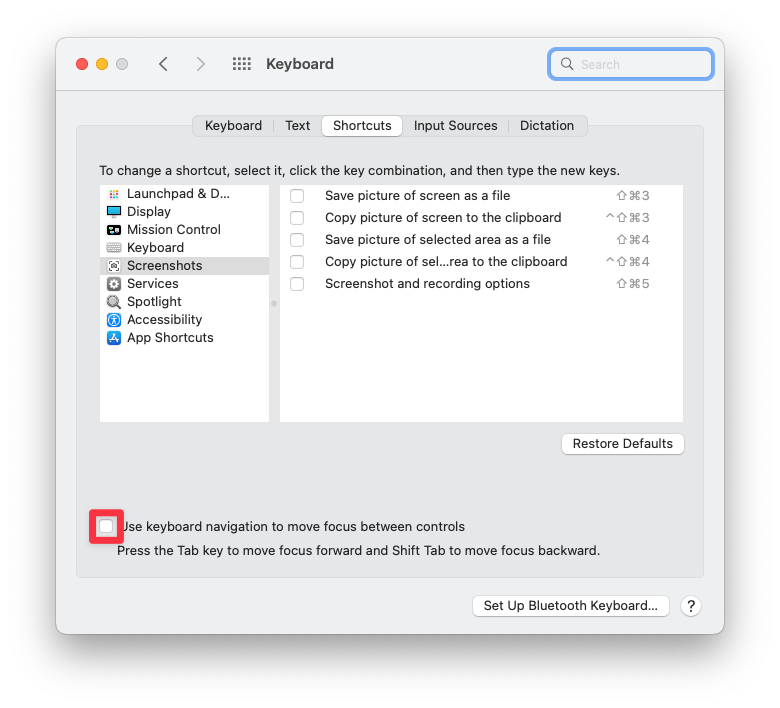 Keyboard
Search
Keyboard
Text
Shortcuts
Input Sources
Dictation
To change a shortcut, select it, click the key combination, and then type the new keys.
Launchpad & D...
Display
Mission Control
Keyboard
Screenshots
Services
Spotlight
Accessibility
App Shortcuts
Save picture of screen as a file ⇧⌘3
Copy picture of screen to the clipboard ^⇧⌘3
Save picture of selected area as a file ⇧⌘4
Copy picture of sel...rea to the clipboard ^⇧⌘4
Screenshot and recording options ⇧⌘5
Restore Defaults
Use keyboard navigation to move focus between controls
Press the Tab key to move focus forward and Shift Tab to move focus backward.
Set Up Bluetooth Keyboard...
?